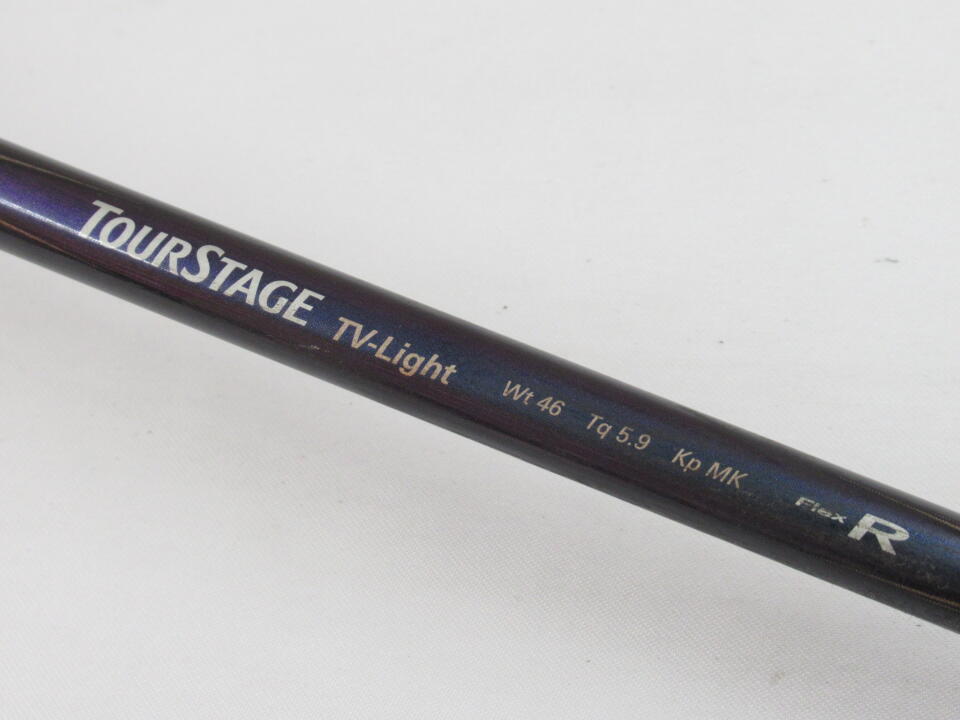 TOURSTAGE TV-Light Wt 46 Tq 5.9 Kp MK Flex R